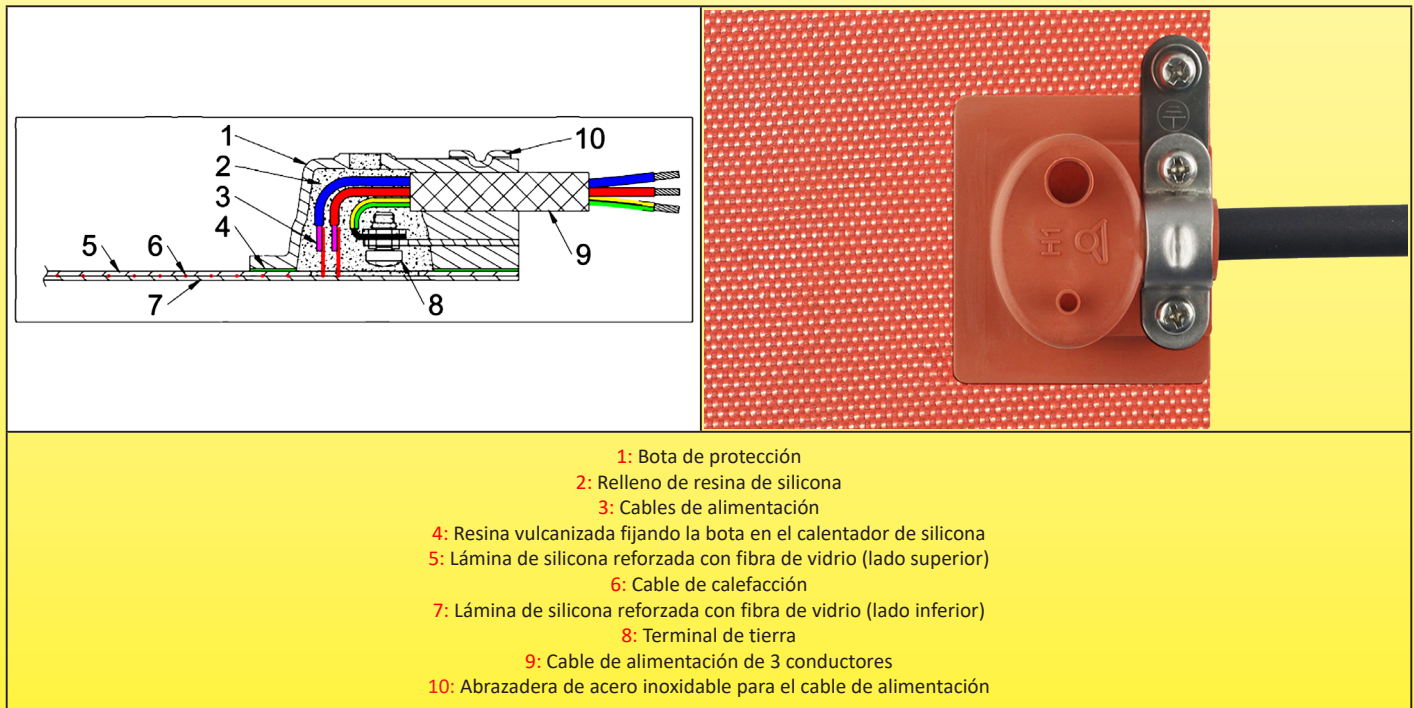 1
2
3
4
5
6
7
8
9
10
H1
1: Bota de protección
2: Relleno de resina de silicona
3: Cables de alimentación
4: Resina vulcanizada fijando la bota en el calentador de silicona
5: Lámina de silicona reforzada con fibra de vidrio (lado superior)
6: Cable de calefacción
7: Lámina de silicona reforzada con fibra de vidrio (lado inferior)
8: Terminal de tierra
9: Cable de alimentación de 3 conductores
10: Abrazadera de acero inoxidable para el cable de alimentación